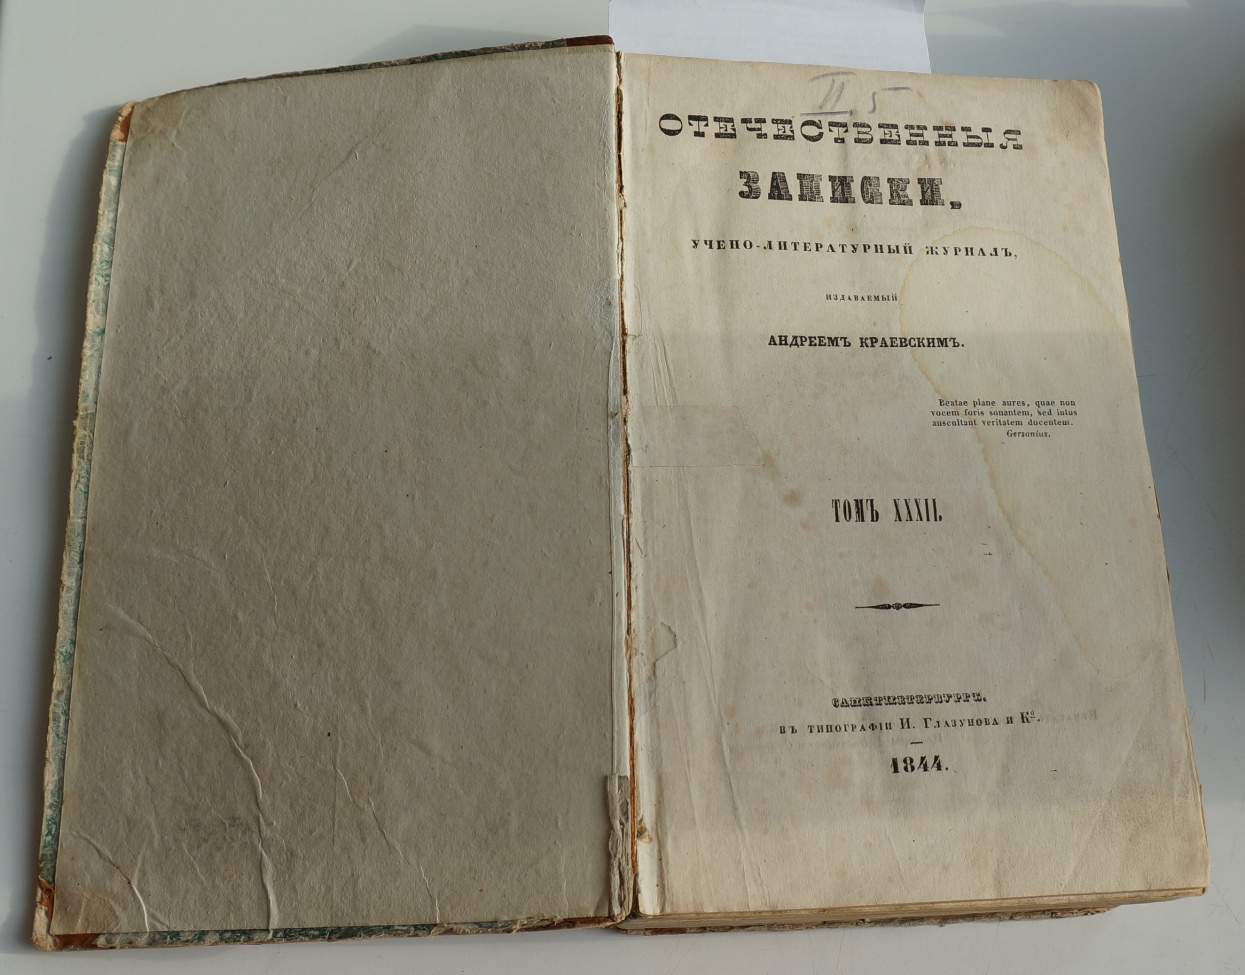 II 5
ОТЕЧЕСТВЕННЫЯ
ЗАПИСКИ,
УЧЕНО-ЛИТЕРАТУРНЫЙ ЖУРНАЛЪ,
ИЗДАВАЕМЫЙ
АНДРЕЕМЪ КРАЕВСКИМЪ.
Beatae plane aures, quae non
vocem foris sonantem, sed intus
auscultant veritatem docentem.
Gersonius.
ТОМЪ XXXII.
САНКТПЕТЕРБУРГЪ.
ВЪ ТИПОГРАФІИ И. ГЛАЗУНОВА И Кº.
1844.